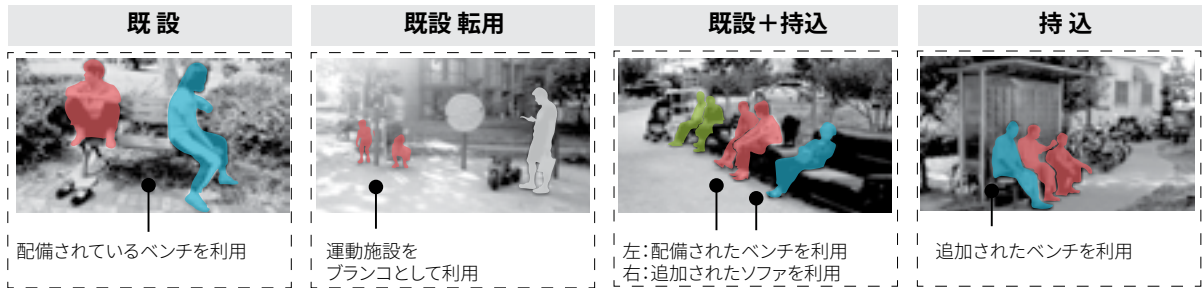 既設
配備されているベンチを利用
既設 転用
運動施設を
ブランコとして利用
既設＋持込
左：配備されたベンチを利用
右：追加されたソファを利用
持込
追加されたベンチを利用